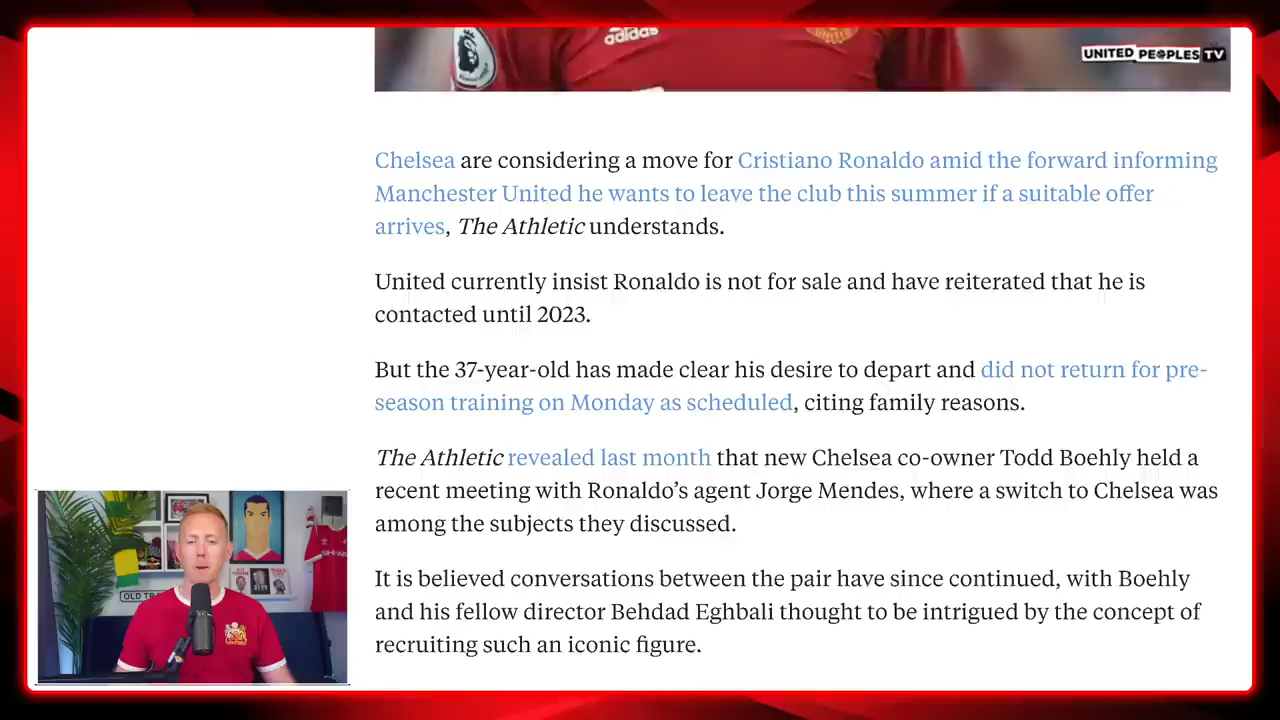 adidas
UNITED PEOPLES TV
Chelsea are considering a move for Cristiano Ronaldo amid the forward informing
Manchester United he wants to leave the club this summer if a suitable offer
arrives, The Athletic understands.
United currently insist Ronaldo is not for sale and have reiterated that he is
contacted until 2023.
But the 37-year-old has made clear his desire to depart and did not return for pre-
season training on Monday as scheduled, citing family reasons.
The Athletic revealed last month that new Chelsea co-owner Todd Boehly held a
recent meeting with Ronaldo’s agent Jorge Mendes, where a switch to Chelsea was
among the subjects they discussed.
It is believed conversations between the pair have since continued, with Boehly
and his fellow director Behdad Eghbali thought to be intrigued by the concept of
recruiting such an iconic figure.
OLD TRA